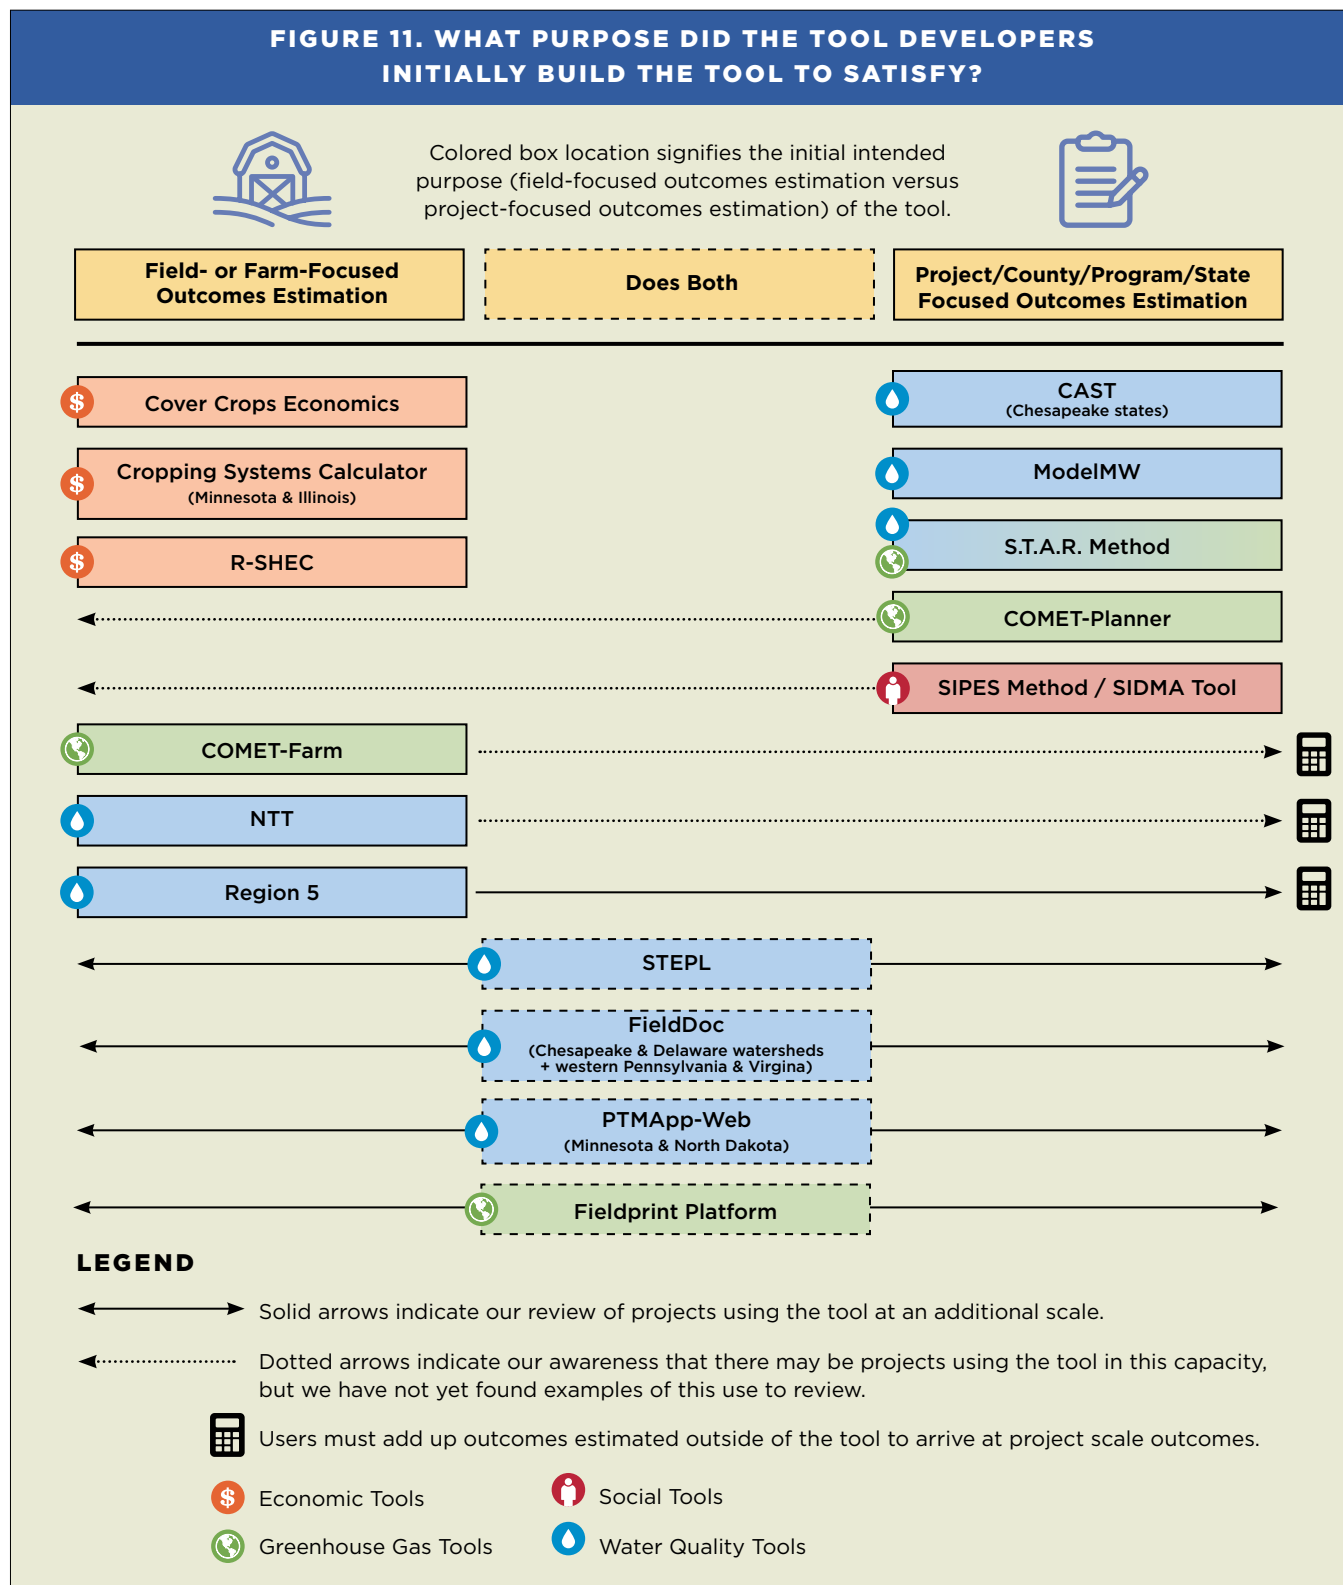 FIGURE 11. WHAT PURPOSE DID THE TOOL DEVELOPERS
INITIALLY BUILD THE TOOL TO SATISFY?
Colored box location signifies the initial intended
purpose (field-focused outcomes estimation versus
project-focused outcomes estimation) of the tool.
Field- or Farm-Focused
Outcomes Estimation
Does Both
Project/County/Program/State
Focused Outcomes Estimation
$ Cover Crops Economics
CAST
(Chesapeake states)
$ Cropping Systems Calculator
(Minnesota & Illinois)
ModelMW
S.T.A.R. Method
$ R-SHEC
COMET-Planner
SIPES Method / SIDMA Tool
COMET-Farm
NTT
Region 5
STEPL
FieldDoc
(Chesapeake & Delaware watersheds
+ western Pennsylvania & Virgina)
PTMApp-Web
(Minnesota & North Dakota)
Fieldprint Platform
LEGEND
Solid arrows indicate our review of projects using the tool at an additional scale.
Dotted arrows indicate our awareness that there may be projects using the tool in this capacity,
but we have not yet found examples of this use to review.
Users must add up outcomes estimated outside of the tool to arrive at project scale outcomes.
$ Economic Tools
Social Tools
Greenhouse Gas Tools
Water Quality Tools